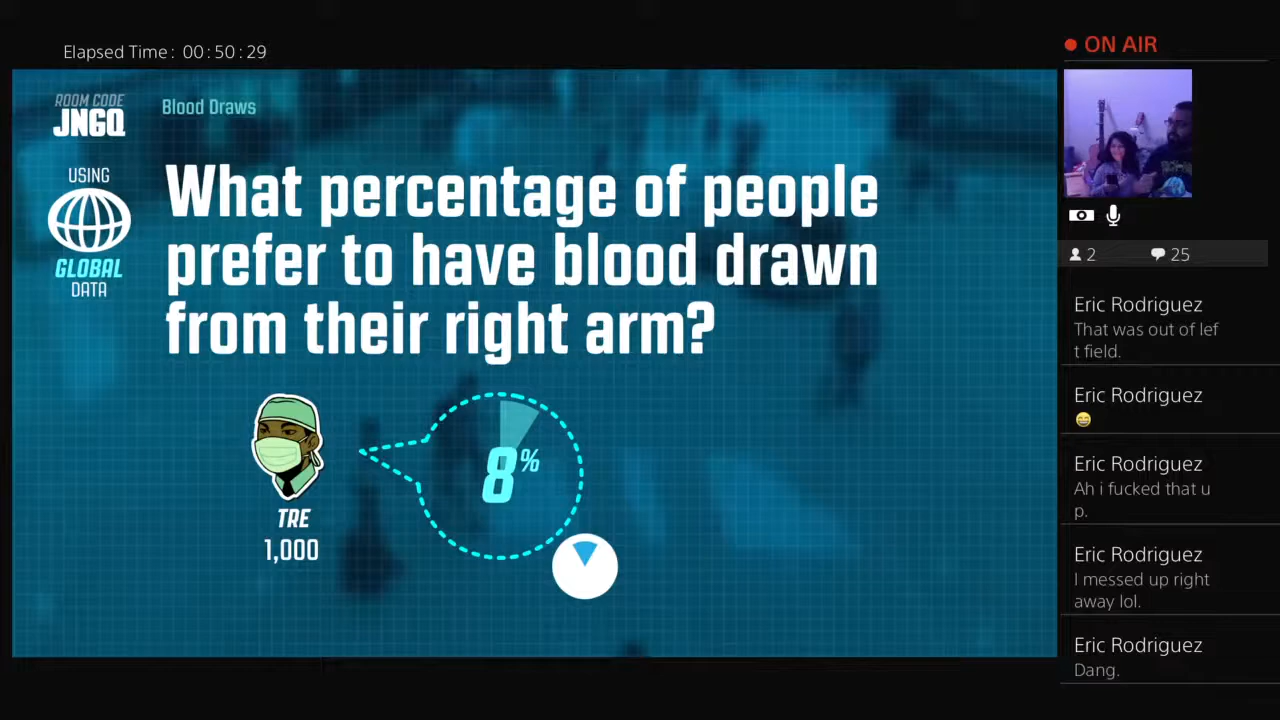 Elapsed Time: 00:50:29
ON AIR
ROOM CODE
JNGQ
Blood Draws
USING
GLOBAL
DATA
What percentage of people
prefer to have blood drawn
from their right arm?
8%
TRE
1,000
2
25
Eric Rodriguez
That was out of lef
t field.
Eric Rodriguez
😄
Eric Rodriguez
Ah i fucked that u
p.
Eric Rodriguez
I messed up right
away lol.
Eric Rodriguez
Dang.